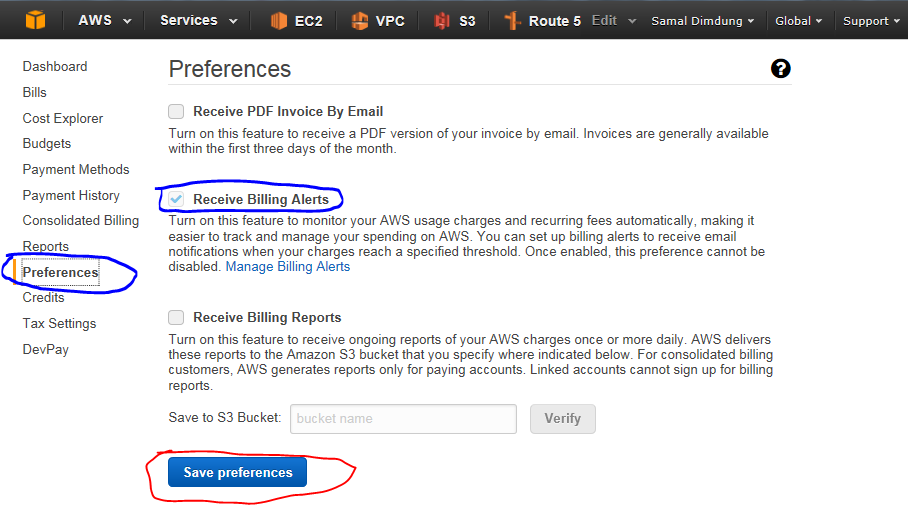 AWS Services EC2 VPC S3 Route 5 Edit Samal Dimdung Global Support
Dashboard
Bills
Cost Explorer
Budgets
Payment Methods
Payment History
Consolidated Billing
Reports
Preferences
Credits
Tax Settings
DevPay
Preferences ?
Receive PDF Invoice By Email
Turn on this feature to receive a PDF version of your invoice by email. Invoices are generally available
within the first three days of the month.
Receive Billing Alerts
Turn on this feature to monitor your AWS usage charges and recurring fees automatically, making it
easier to track and manage your spending on AWS. You can set up billing alerts to receive email
notifications when your charges reach a specified threshold. Once enabled, this preference cannot be
disabled. Manage Billing Alerts
Receive Billing Reports
Turn on this feature to receive ongoing reports of your AWS charges once or more daily. AWS delivers
these reports to the Amazon S3 bucket that you specify where indicated below. For consolidated billing
customers, AWS generates reports only for paying accounts. Linked accounts cannot sign up for billing
reports.
Save to S3 Bucket: bucket name Verify
Save preferences